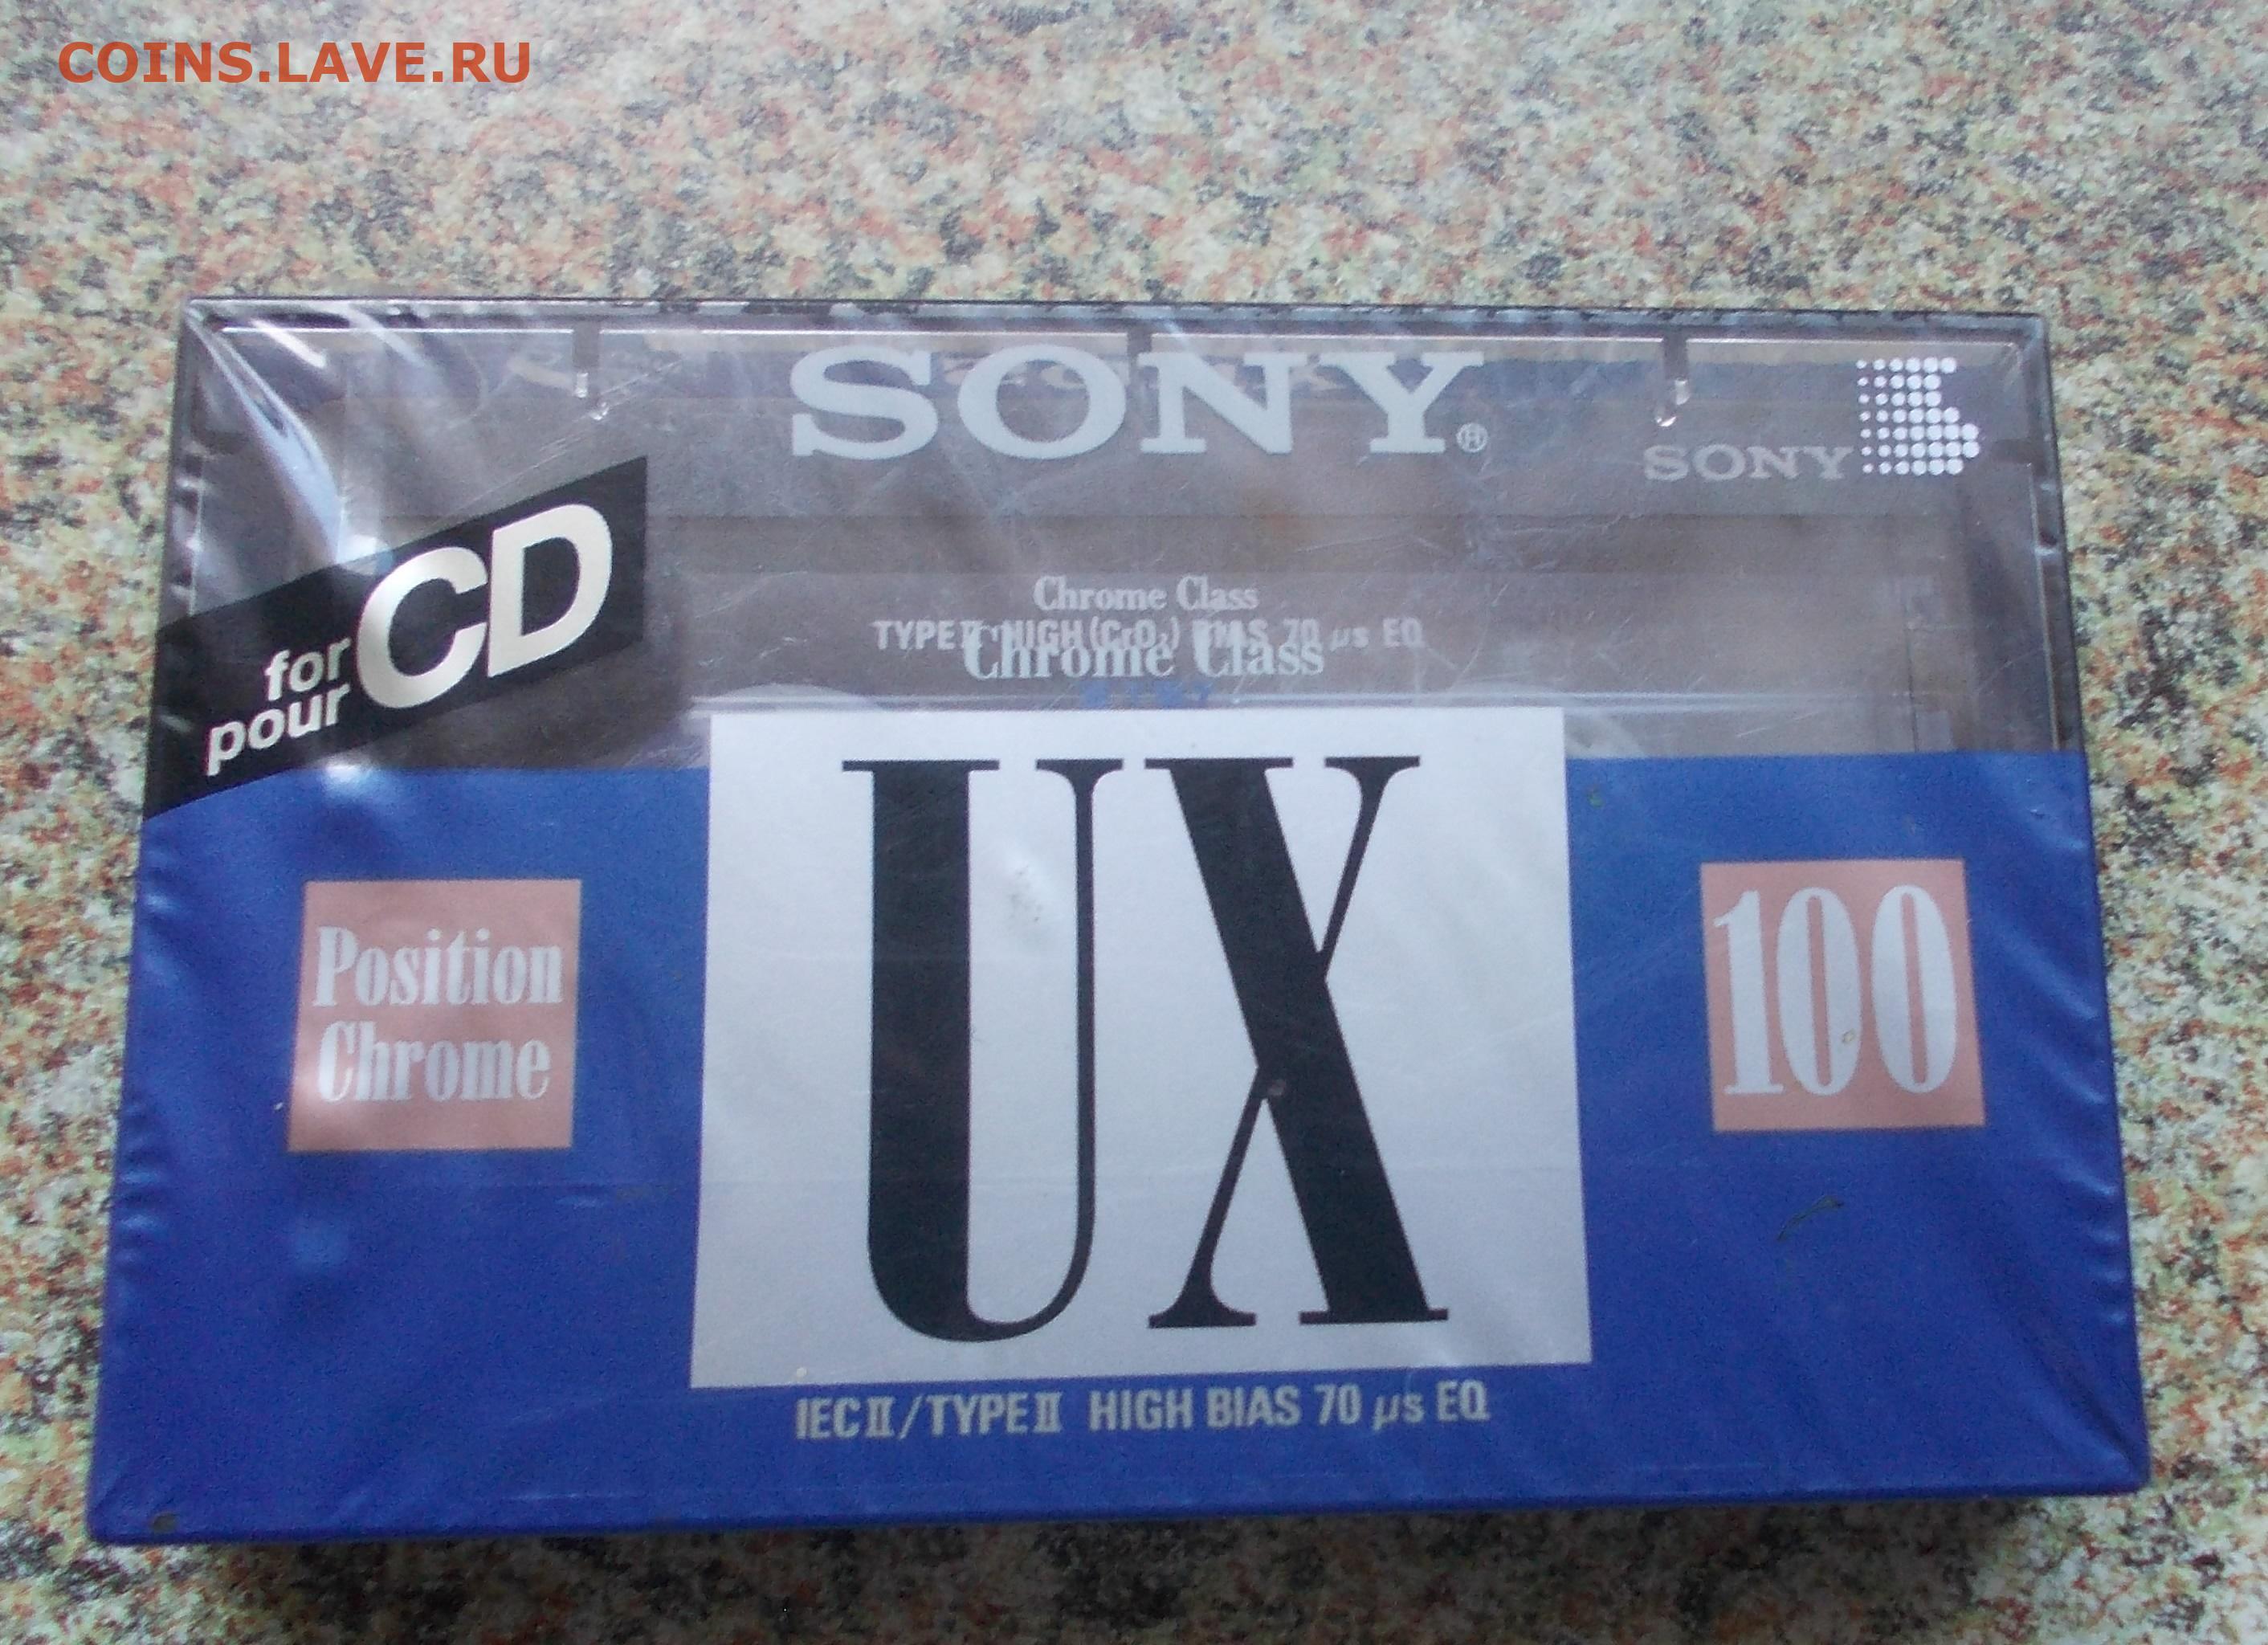 COINS.LAVE.RU
SONY®
SONY
for
pour CD
Chrome Class
TYPE II HIGH (CrO₂) BIAS 70 µs EQ
Chrome Class
UX
Position
Chrome
100
IEC II / TYPE II HIGH BIAS 70 µs EQ